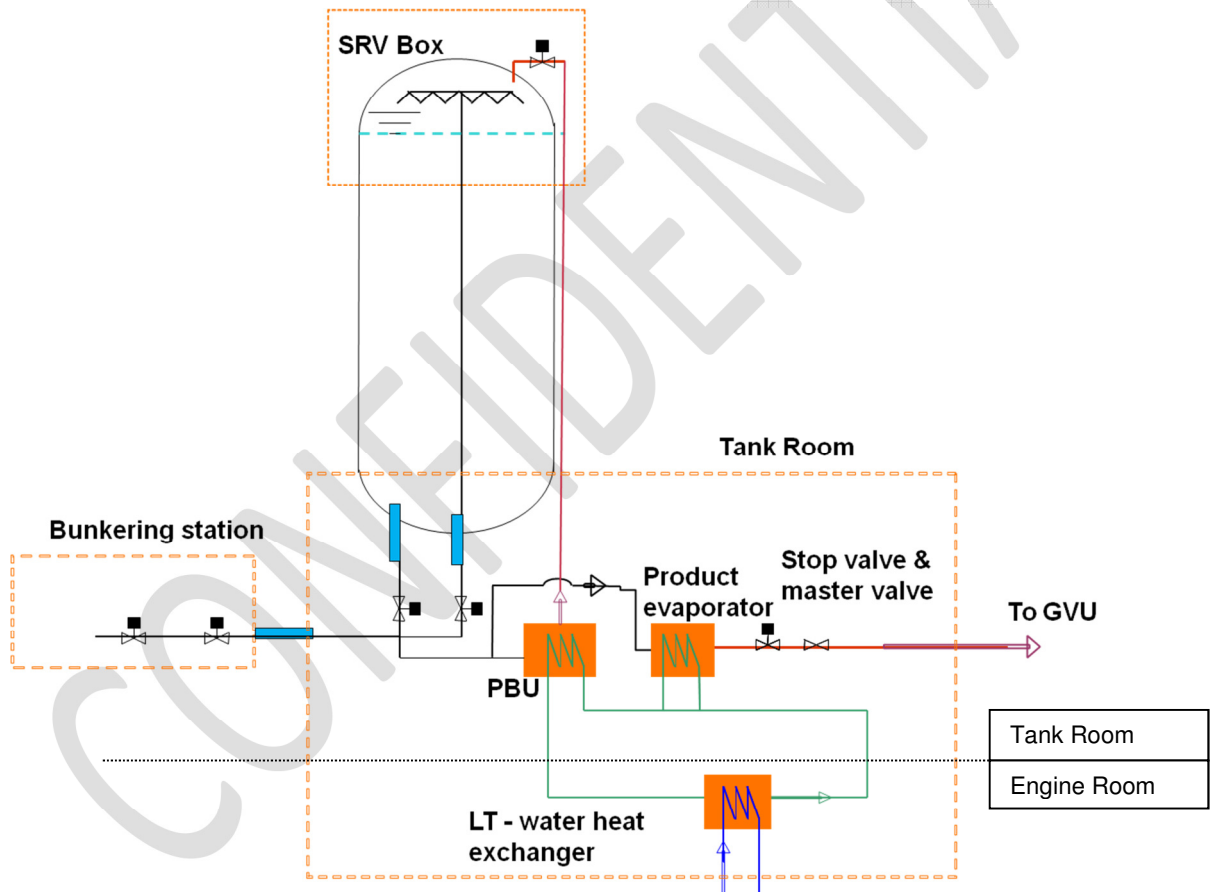 SRV Box
Tank Room
Bunkering station
Product
evaporator
Stop valve &
master valve
To GVU
PBU
Tank Room
Engine Room
LT - water heat
exchanger
CONFIDENTI